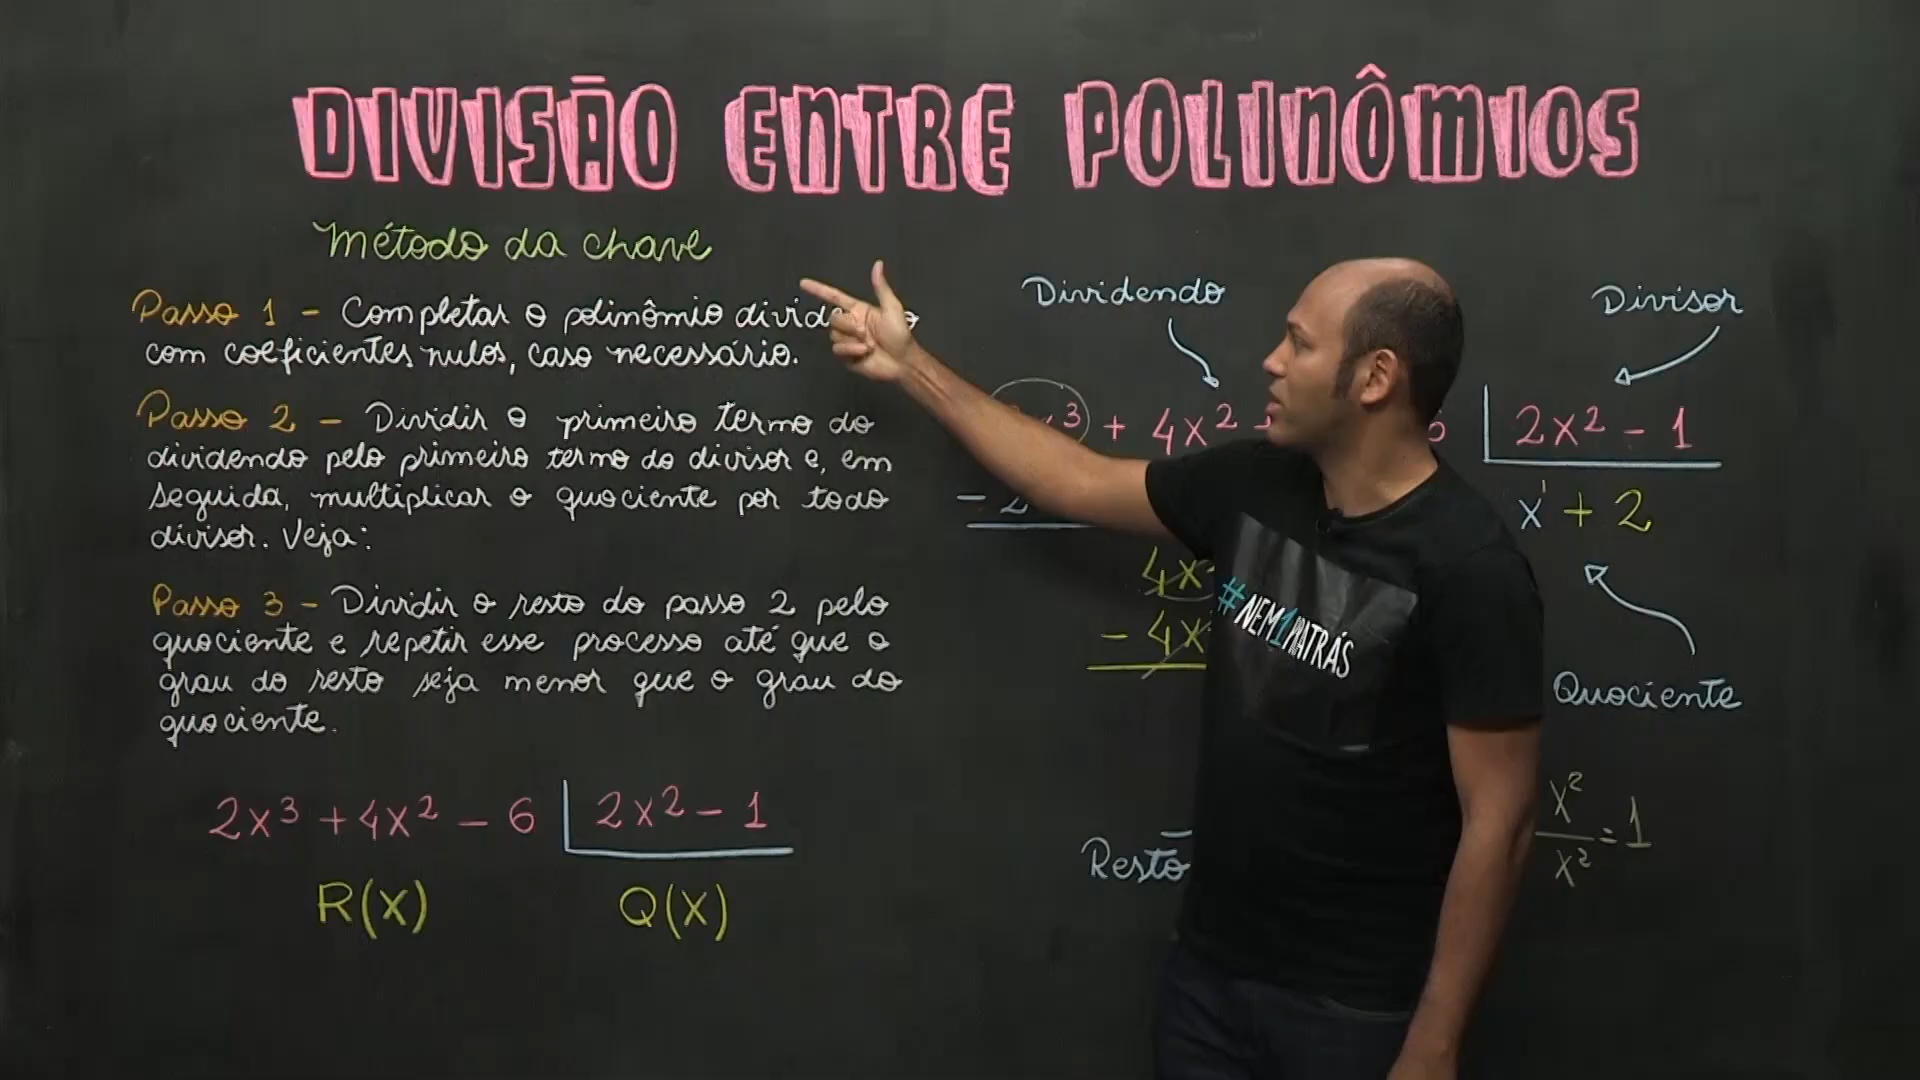 DIVISÃO ENTRE POLINÔMIOS
Método da chave
Passo 1 - Completar o polinômio
com coeficientes nulos, caso necessário.
Passo 2 - Dividir o primeiro termo do
dividendo pelo primeiro termo do divisor e, em
seguida, multiplicar o quociente por todo
divisor. Veja:
Passo 3 - Dividir o resto do passo 2 pelo
quociente e repetir esse processo até que o
grau do resto seja menor que o grau do
quociente.
2x³ + 4x² - 6 | 2x² - 1
R(x) Q(x)
Dividendo Divisor
+ 4x² 2x² - 1
- 2 x¹ + 2
4x
- 4x
Quociente
Resto
x²/x² = 1
#NEM1PRATRÁS